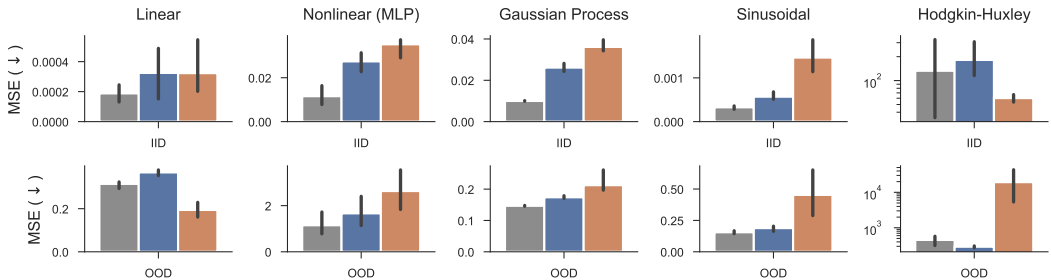 Linear Nonlinear (MLP) Gaussian Process Sinusoidal Hodgkin-Huxley
MSE (↓)
0.0004
0.0002
0.0000
IID
0.02
0.00
IID
0.04
0.02
0.00
IID
0.001
0.000
IID
10²
IID
MSE (↓)
0.2
0.0
OOD
2
0
OOD
0.2
0.1
0.0
OOD
0.50
0.25
0.00
OOD
10⁴
10³
OOD